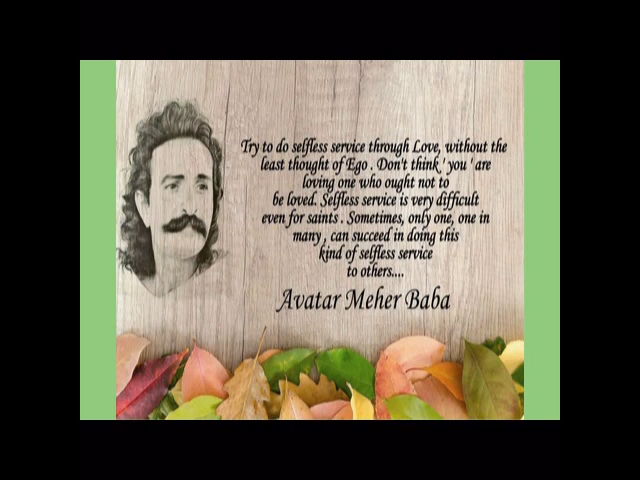 Try to do selfless service through Love, without the
least thought of Ego . Don't think ' you ' are
loving one who ought not to
be loved. Selfless service is very difficult
even for saints . Sometimes, only one, one in
many , can succeed in doing this
kind of selfless service
to others....
Avatar Meher Baba